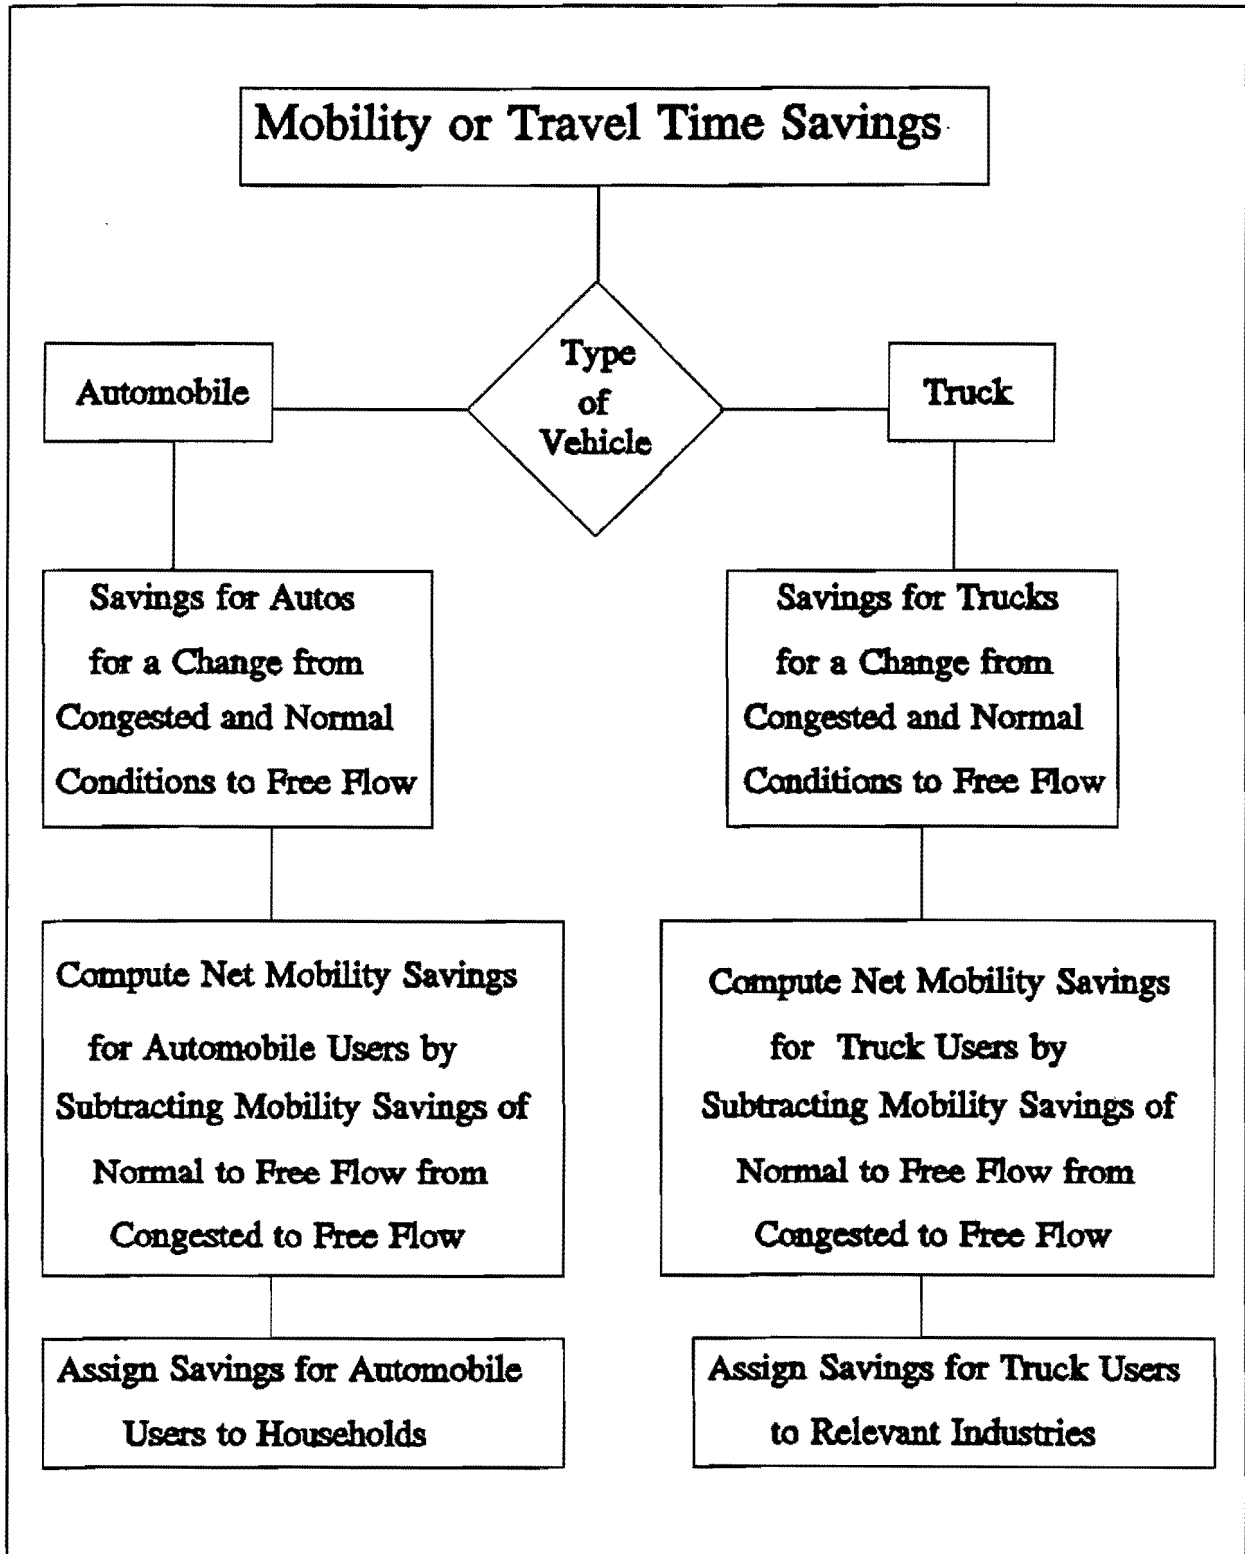 Mobility or Travel Time Savings
Type
of
Vehicle
Automobile
Truck
Savings for Autos
for a Change from
Congested and Normal
Conditions to Free Flow
Savings for Trucks
for a Change from
Congested and Normal
Conditions to Free Flow
Compute Net Mobility Savings
for Automobile Users by
Subtracting Mobility Savings of
Normal to Free Flow from
Congested to Free Flow
Compute Net Mobility Savings
for Truck Users by
Subtracting Mobility Savings of
Normal to Free Flow from
Congested to Free Flow
Assign Savings for Automobile
Users to Households
Assign Savings for Truck Users
to Relevant Industries